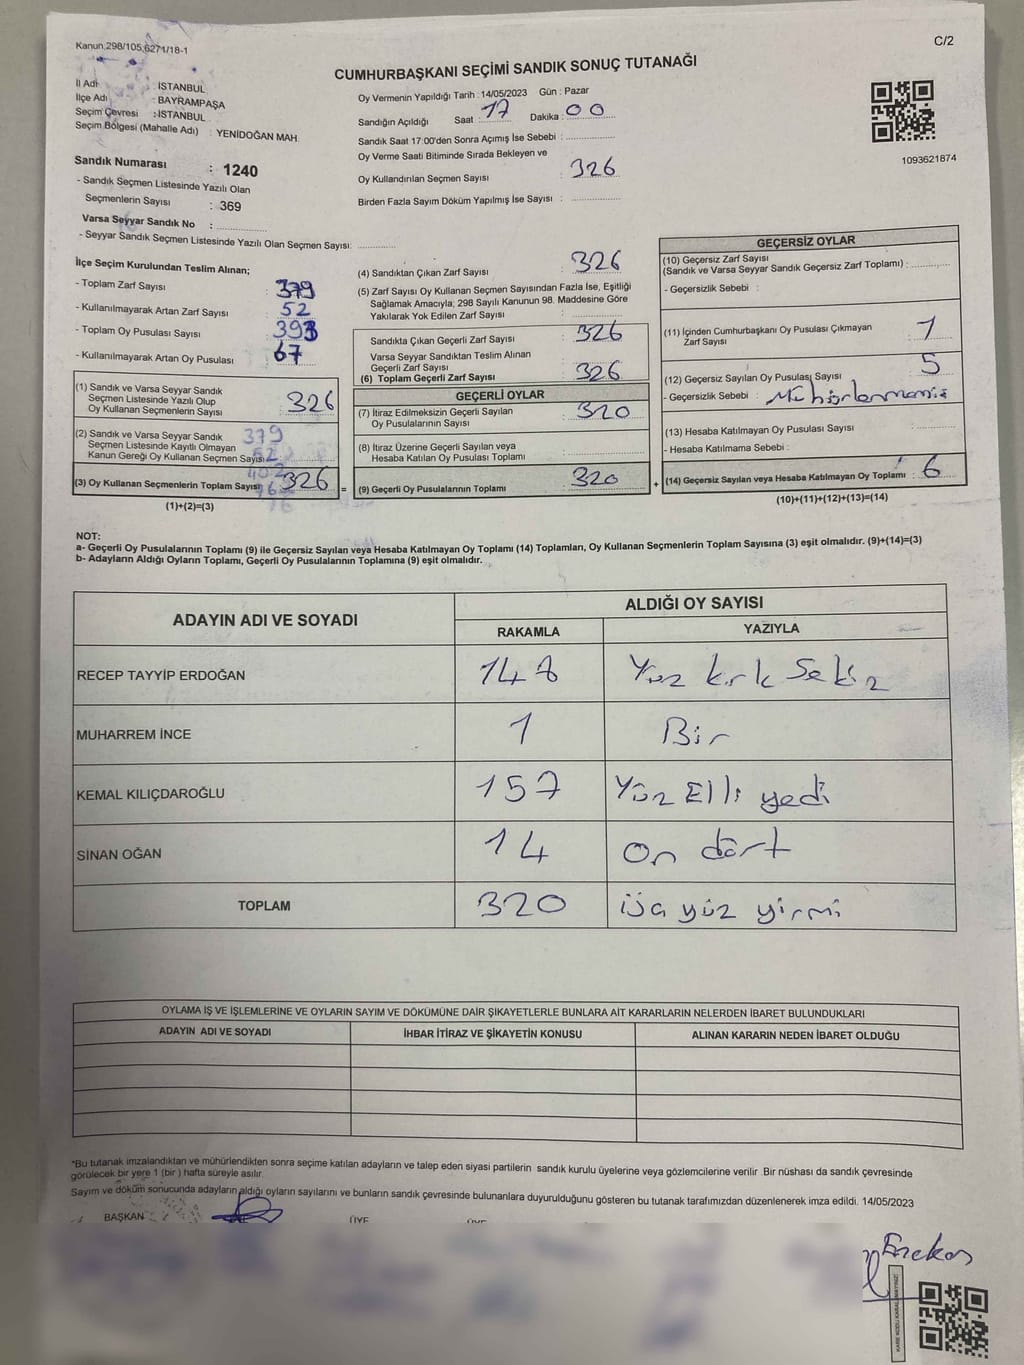 Kanun,298/105,6271/18-1
C/2
CUMHURBAŞKANI SEÇİMİ SANDIK SONUÇ TUTANAĞI
İl Adı : İSTANBUL
İlçe Adı : BAYRAMPAŞA
Seçim Çevresi : İSTANBUL
Seçim Bölgesi (Mahalle Adı) : YENİDOĞAN MAH.
Sandık Numarası : 1240
- Sandık Seçmen Listesinde Yazılı Olan
Seçmenlerin Sayısı : 369
Varsa Seyyar Sandık No :
- Seyyar Sandık Seçmen Listesinde Yazılı Olan Seçmen Sayısı:
Oy Vermenin Yapıldığı Tarih : 14/05/2023 Gün : Pazar
Sandığın Açıldığı Saat : 17 Dakika : 00
Sandık Saat 17:00'den Sonra Açımış İse Sebebi :
Oy Verme Saati Bitiminde Sırada Bekleyen ve
Oy Kullandırılan Seçmen Sayısı : 326
Birden Fazla Sayım Döküm Yapılmış İse Sayısı :
1093621874
İlçe Seçim Kurulundan Teslim Alınan;
- Toplam Zarf Sayısı : 379
- Kullanılmayarak Artan Zarf Sayısı : 52
- Toplam Oy Pusulası Sayısı : 393
- Kullanılmayarak Artan Oy Pusulası : 67
(1) Sandık ve Varsa Seyyar Sandık
Seçmen Listesinde Yazılı Olup
Oy Kullanan Seçmenlerin Sayısı : 326
(2) Sandık ve Varsa Seyyar Sandık
Seçmen Listesinde Kayıtlı Olmayan
Kanun Gereği Oy Kullanan Seçmen Sayısı
379
52
(3) Oy Kullanan Seçmenlerin Toplam Sayısı 326 =
(1)+(2)=(3)
(4) Sandıktan Çıkan Zarf Sayısı : 326
(5) Zarf Sayısı Oy Kullanan Seçmen Sayısından Fazla İse, Eşitliği
Sağlamak Amacıyla; 298 Sayılı Kanunun 98. Maddesine Göre
Yakılarak Yok Edilen Zarf Sayısı :
Sandıkta Çıkan Geçerli Zarf Sayısı : 326
Varsa Seyyar Sandıktan Teslim Alınan
Geçerli Zarf Sayısı :
(6) Toplam Geçerli Zarf Sayısı : 326
GEÇERLİ OYLAR
(7) İtiraz Edilmeksizin Geçerli Sayılan
Oy Pusulalarının Sayısı : 320
(8) İtiraz Üzerine Geçerli Sayılan veya
Hesaba Katılan Oy Pusulası Toplamı :
(9) Geçerli Oy Pusulalarının Toplamı : 320 +
GEÇERSİZ OYLAR
(10) Geçersiz Zarf Sayısı
(Sandık ve Varsa Seyyar Sandık Geçersiz Zarf Toplamı) :
- Geçersizlik Sebebi :
(11) İçinden Cumhurbaşkanı Oy Pusulası Çıkmayan
Zarf Sayısı : 1
(12) Geçersiz Sayılan Oy Pusulası Sayısı : 5
- Geçersizlik Sebebi : Mühürlenmemiş
(13) Hesaba Katılmayan Oy Pusulası Sayısı :
- Hesaba Katılmama Sebebi :
(14) Geçersiz Sayılan veya Hesaba Katılmayan Oy Toplamı : 6
(10)+(11)+(12)+(13)=(14)
NOT:
a- Geçerli Oy Pusulalarının Toplamı (9) ile Geçersiz Sayılan veya Hesaba Katılmayan Oy Toplamı (14) Toplamları, Oy Kullanan Seçmenlerin Toplam Sayısına (3) eşit olmalıdır. (9)+(14)=(3)
b- Adayların Aldığı Oyların Toplamı, Geçerli Oy Pusulalarının Toplamına (9) eşit olmalıdır.
ADAYIN ADI VE SOYADI
ALDIĞI OY SAYISI
RAKAMLA YAZIYLA
RECEP TAYYİP ERDOĞAN 148 Yüz kırk Sekiz
MUHARREM İNCE 1 Bir
KEMAL KILIÇDAROĞLU 157 Yüz Elli yedi
SİNAN OĞAN 14 On dört
TOPLAM 320 üç yüz yirmi
OYLAMA İŞ VE İŞLEMLERİNE VE OYLARIN SAYIM VE DÖKÜMÜNE DAİR ŞİKAYETLERLE BUNLARA AİT KARARLARIN NELERDEN İBARET BULUNDUKLARI
ADAYIN ADI VE SOYADI İHBAR İTİRAZ VE ŞİKAYETİN KONUSU ALINAN KARARIN NEDEN İBARET OLDUĞU
*Bu tutanak imzalandıktan ve mühürlendikten sonra seçime katılan adayların ve talep eden siyasi partilerin sandık kurulu üyelerine veya gözlemcilerine verilir .Bir nüshası da sandık çevresinde
görülecek bir yere 1 (bir ) hafta süreyle asılır.
Sayım ve döküm sonucunda adayların aldığı oyların sayılarını ve bunların sandık çevresinde bulunanlara duyurulduğunu gösteren bu tutanak tarafımızdan düzenlenerek imza edildi. 14/05/2023
BAŞKAN ÜYE ÜYE